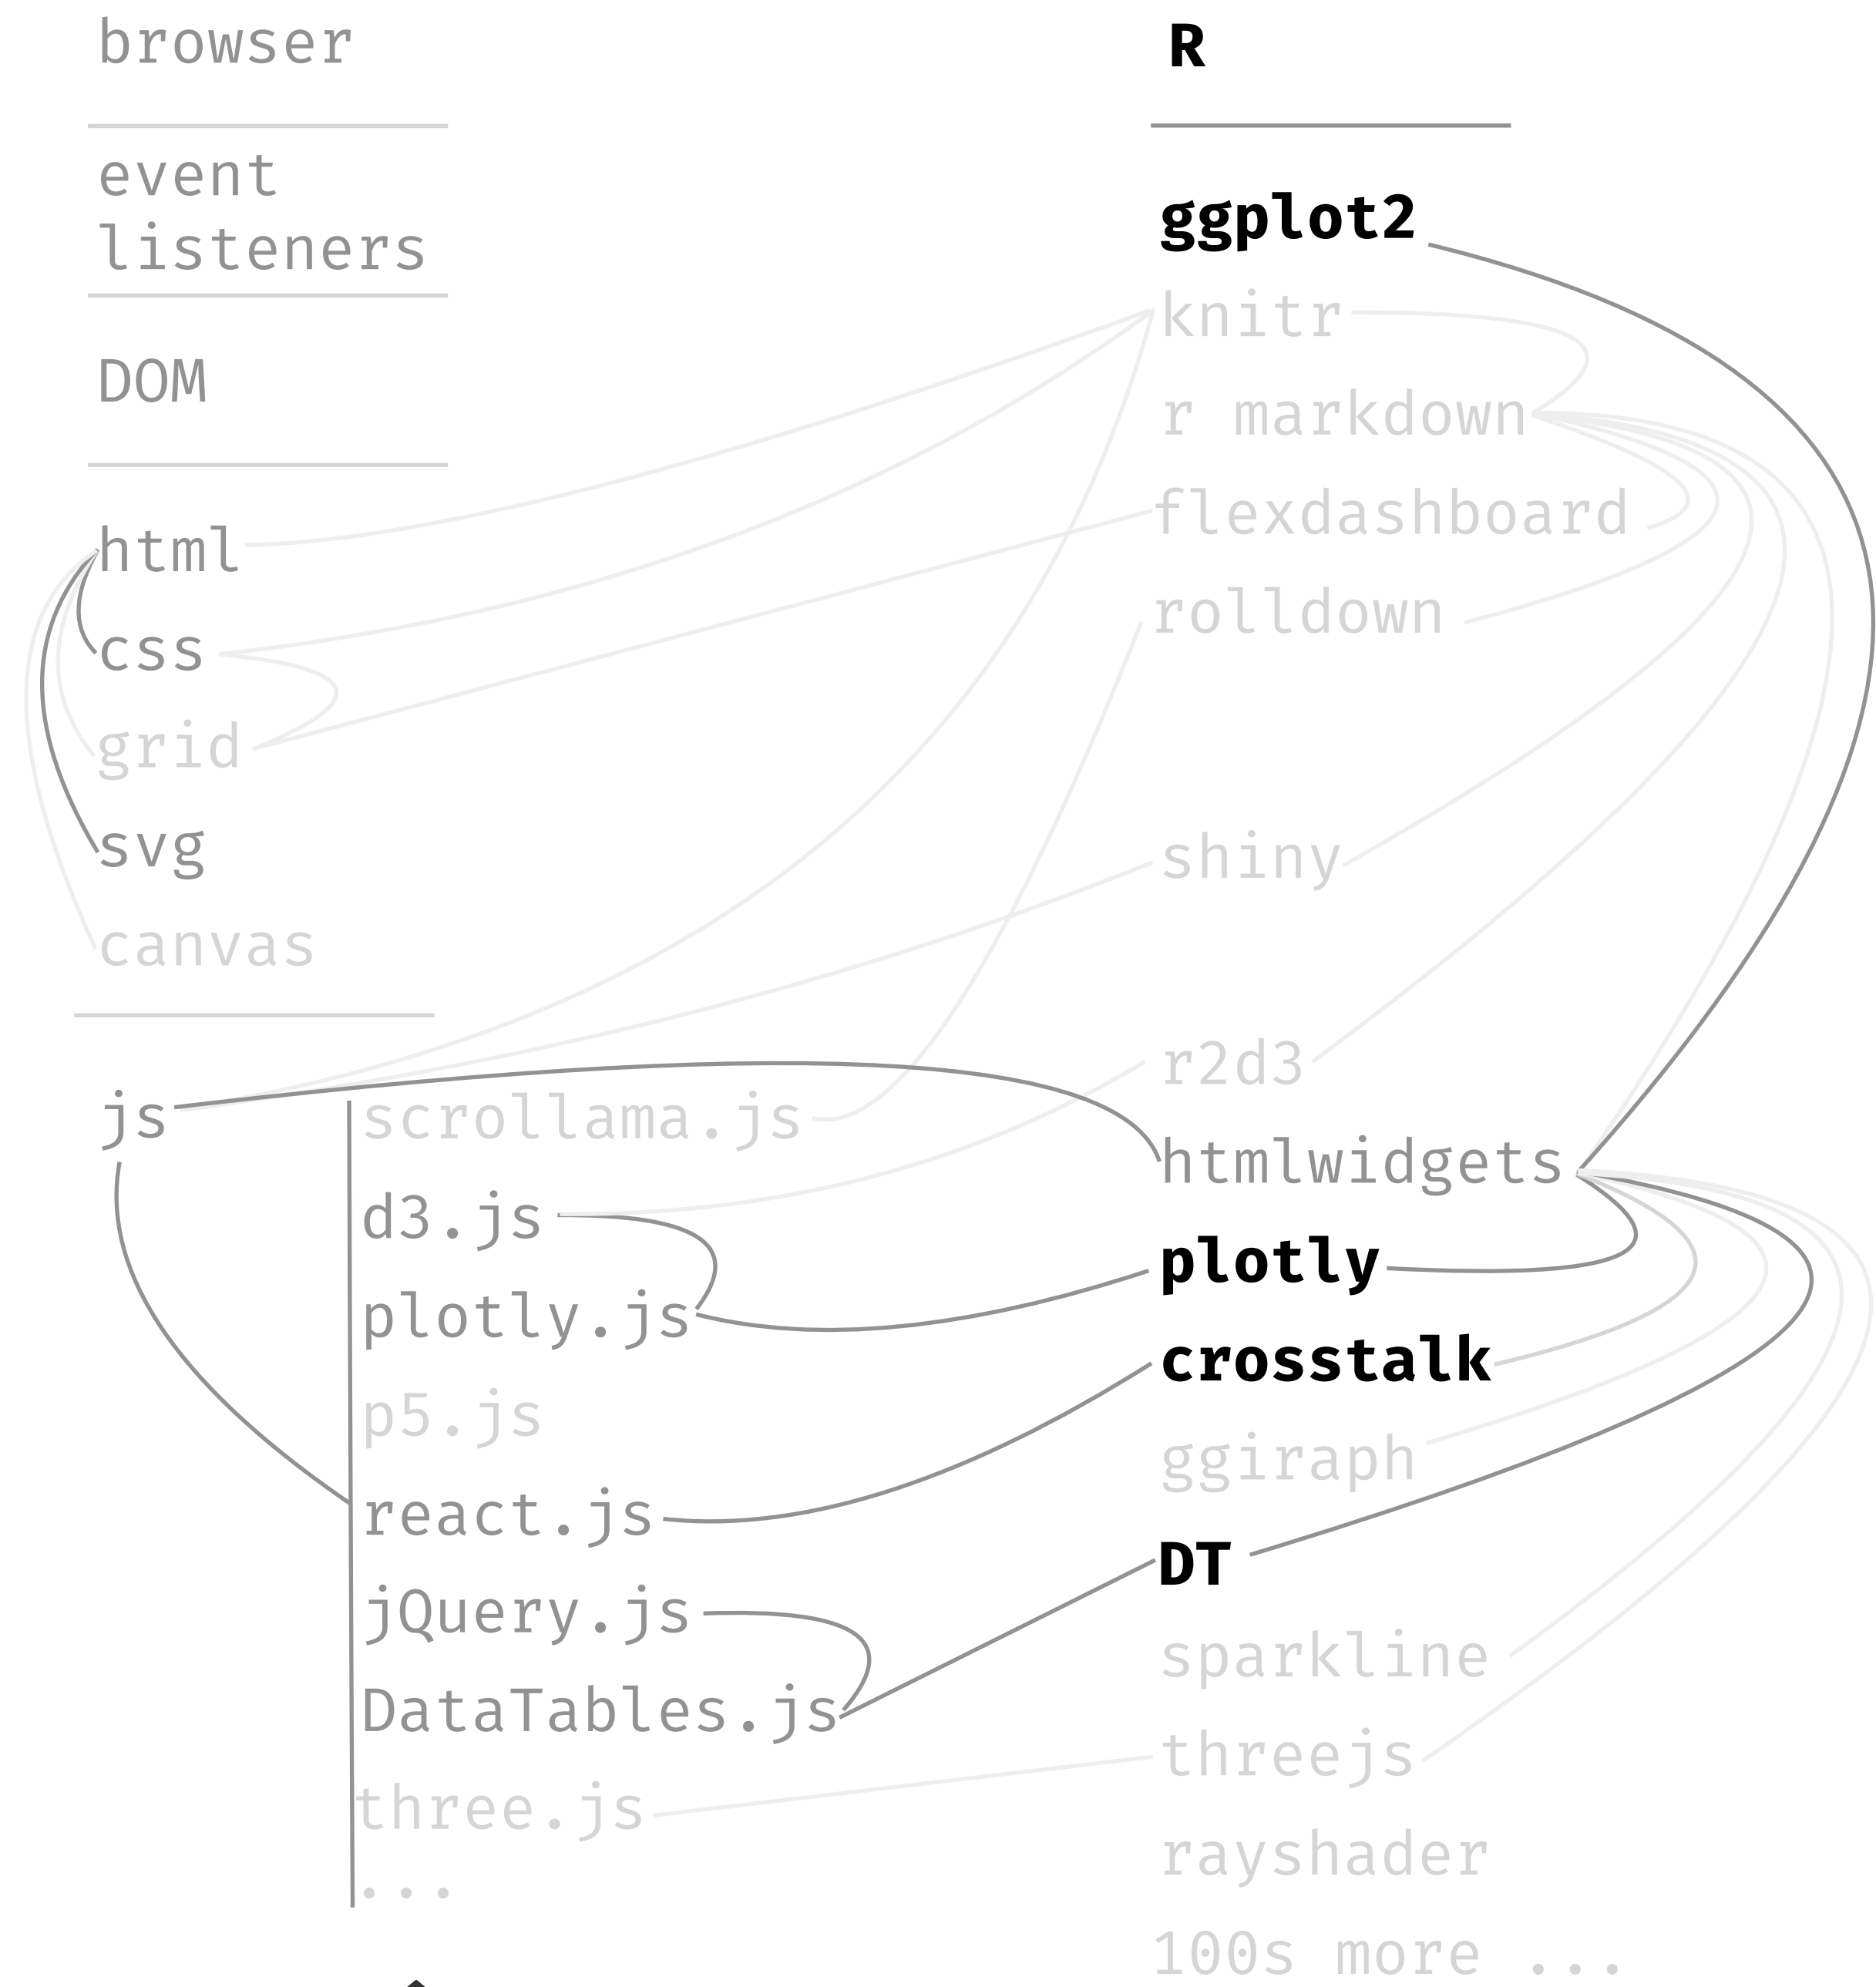 browser
event
listeners
DOM
html
css
grid
svg
canvas
js
scrollama.js
d3.js
plotly.js
p5.js
react.js
jQuery.js
DataTables.js
three.js
...
R
ggplot2
knitr
r markdown
flexdashboard
rolldown
shiny
r2d3
htmlwidgets
plotly
crosstalk
ggiraph
DT
sparkline
threejs
rayshader
100s more ...